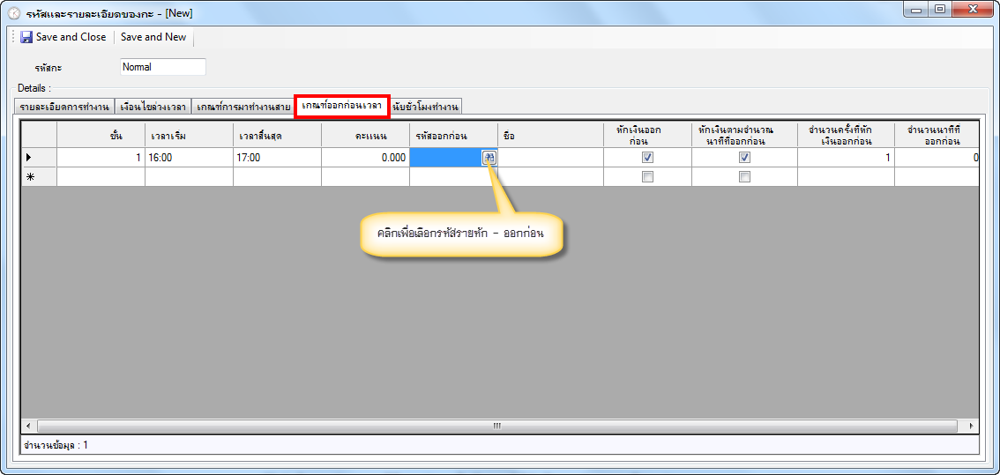 รหัสและรายละเอียดของกะ - [New]
Save and Close Save and New
รหัสกะ Normal
Details :
รายละเอียดการทำงาน เงื่อนไขล่วงเวลา เกณฑ์การมาทำงานสาย เกณฑ์ออกก่อนเวลา นับชั่วโมงทำงาน
ขั้น เวลาเริ่ม เวลาสิ้นสุด คะแนน รหัสออกก่อน ชื่อ หักเงินออก หักเงินตามจำนวน จำนวนครั้งที่หัก จำนวนนาทีที่
ก่อน นาทีที่ออกก่อน เงินออกก่อน ออกก่อน
1 16:00 17:00 0.000 1 0
คลิกเพื่อเลือกรหัสรายหัก - ออกก่อน
จำนวนข้อมูล : 1